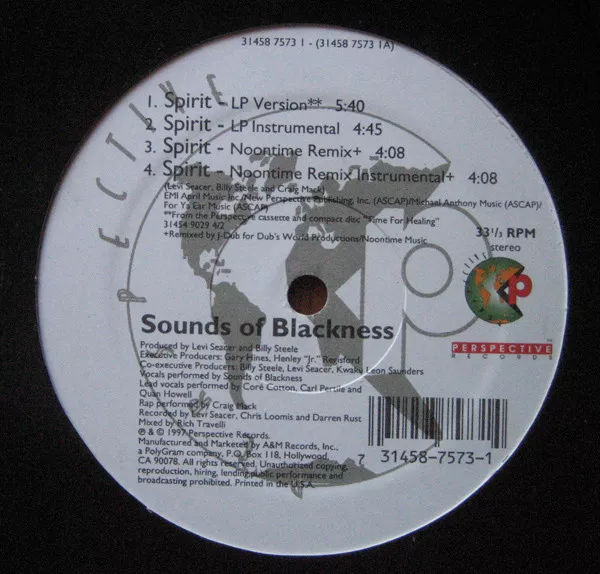 31458 7573 1 - (31458 7573 1A)
1. Spirit - LP Version** 5:40
2. Spirit - LP Instrumental 4:45
3. Spirit - Noontime Remix+ 4:08
4. Spirit - Noontime Remix Instrumental+ 4:08
(Levi Seacer, Billy Steele and Craig Mack)
EMI April Music Inc./New Perspective Publishing, Inc. (ASCAP)/Michael Anthony Music (ASCAP)/
For Ya Ear Music (ASCAP)
**From the Perspective cassette and compact disc "Time For Healing"
31454 9029 4/2
+Remixed by J-Dub for Dub's World Productions/Noontime Music
33 1/3 RPM
stereo
PERSPECTIVE
p
PERSPECTIVE
RECORDS
Sounds of Blackness
Produced by Levi Seacer and Billy Steele
Executive Producers: Gary Hines, Henley "Jr." Regisford
Co-executive Producers: Billy Steele, Levi Seacer, Kwaku Leon Saunders
Vocals performed by Sounds of Blackness
Lead vocals performed by Coré Cotton, Carl Pertile and
Quan Howell
Rap performed by Craig Mack
Recorded by Levi Seacer, Chris Loomis and Darren Rust
Mixed by Rich Travelli
℗ & © 1997 Perspective Records.
Manufactured and Marketed by A&M Records, Inc.,
a PolyGram company, P.O. Box 118, Hollywood,
CA 90078. All rights reserved. Unauthorized copying,
reproduction, hiring, lending, public performance and
broadcasting prohibited. Printed in the U.S.A.
7 31458-7573-1